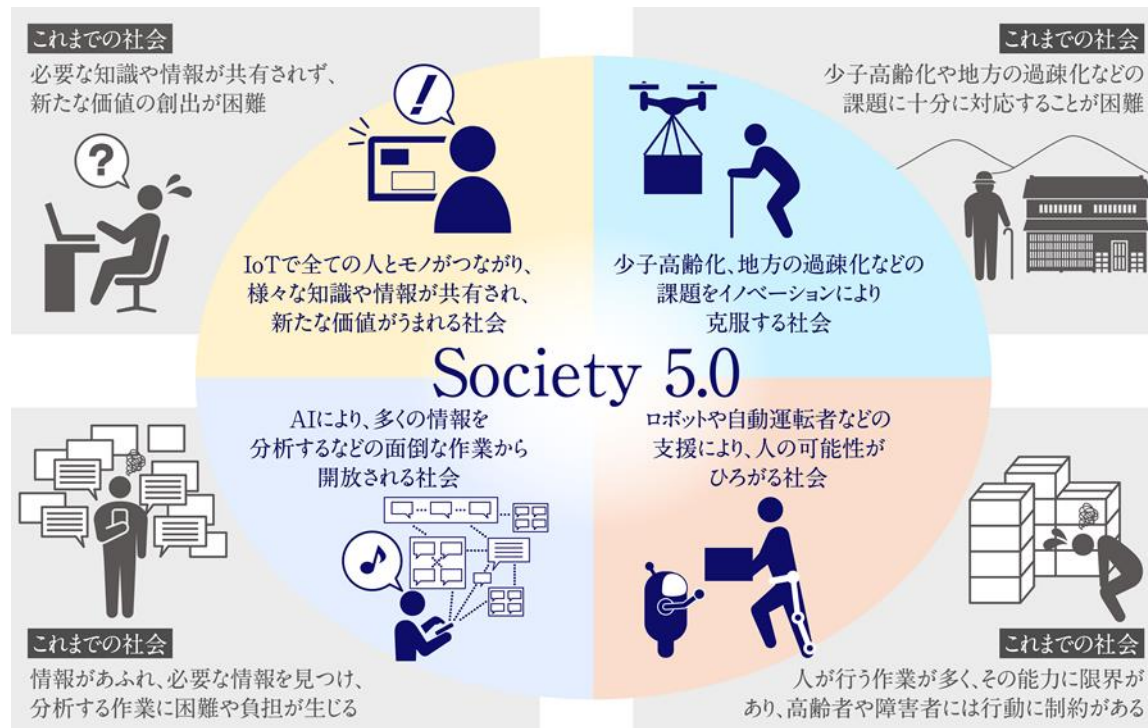 これまでの社会
必要な知識や情報が共有されず、
新たな価値の創出が困難
?
!
IoTで全ての人とモノがつながり、
様々な知識や情報が共有され、
新たな価値がうまれる社会
これまでの社会
少子高齢化や地方の過疎化などの
課題に十分に対応することが困難
少子高齢化、地方の過疎化などの
課題をイノベーションにより
克服する社会
Society 5.0
AIにより、多くの情報を
分析するなどの面倒な作業から
開放される社会
ロボットや自動運転者などの
支援により、人の可能性が
ひろがる社会
これまでの社会
情報があふれ、必要な情報を見つけ、
分析する作業に困難や負担が生じる
これまでの社会
人が行う作業が多く、その能力に限界が
あり、高齢者や障害者には行動に制約がある